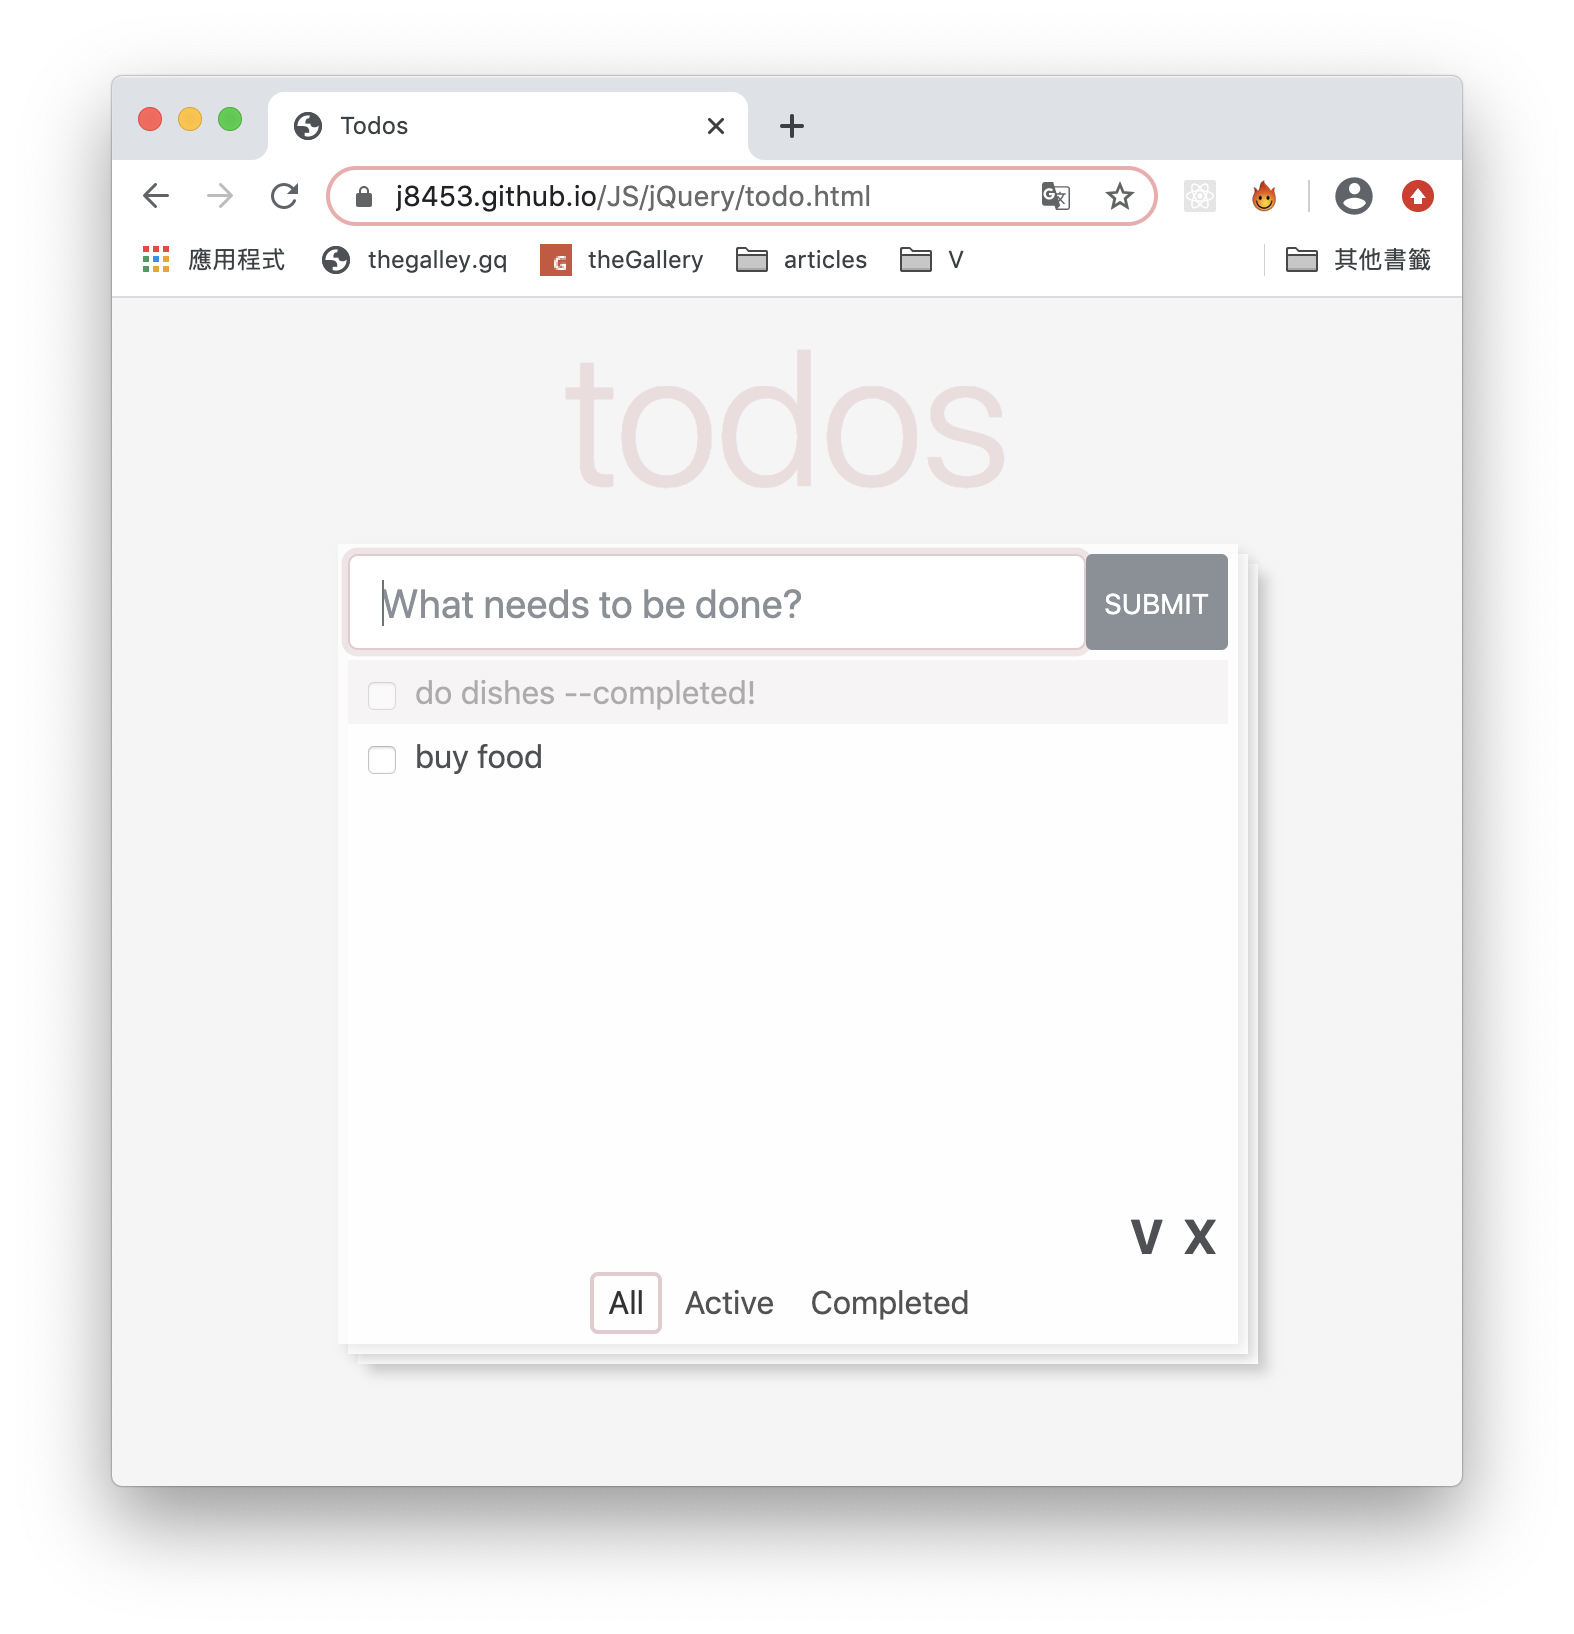 Todos
j8453.github.io/JS/jQuery/todo.html
應用程式 thegalley.gq theGallery articles V 其他書籤
todos
What needs to be done? SUBMIT
do dishes --completed!
buy food
V X
All Active Completed